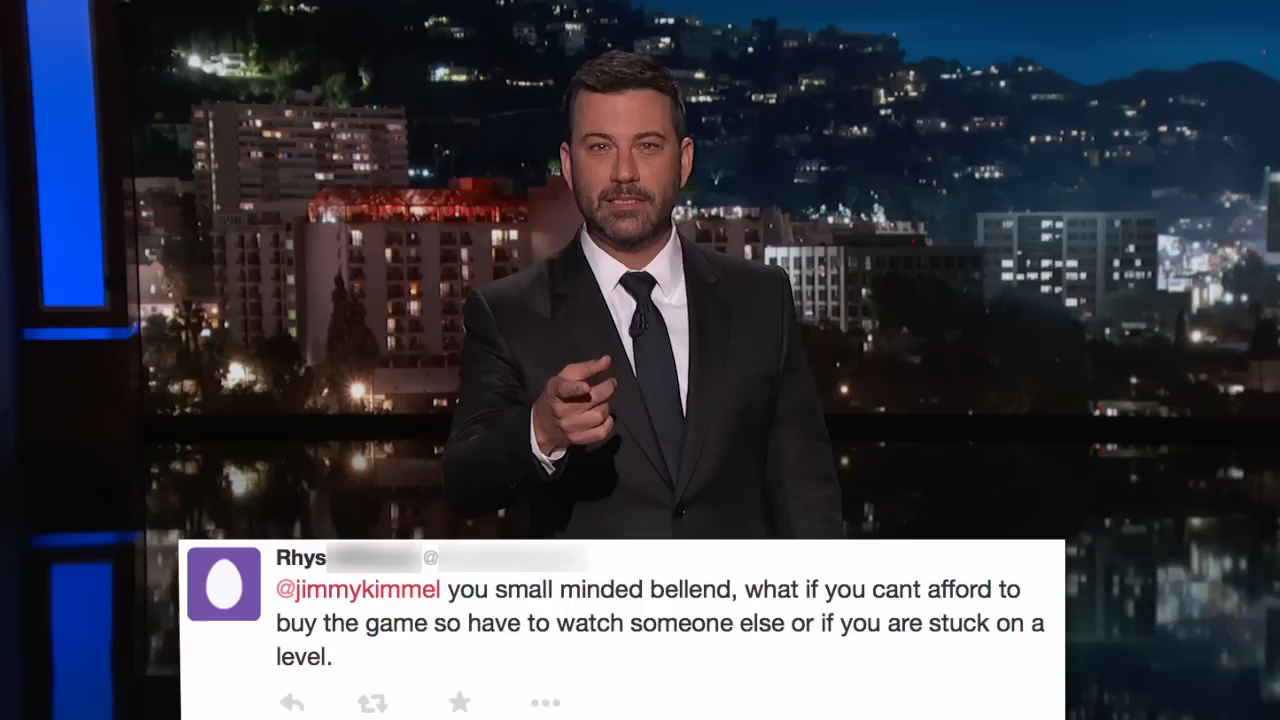 Rhys @
@jimmykimmel you small minded bellend, what if you cant afford to
buy the game so have to watch someone else or if you are stuck on a
level.